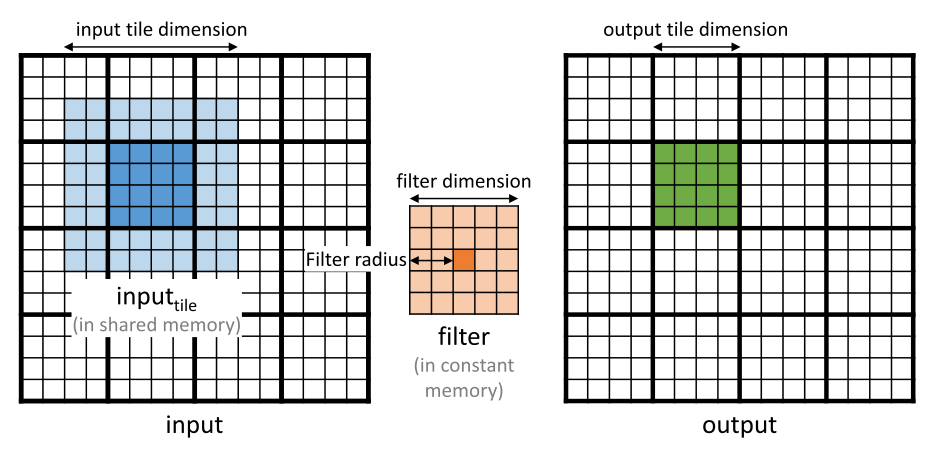 input tile dimension
output tile dimension
filter dimension
Filter radius
input_tile
(in shared memory)
filter
(in constant
memory)
input
output